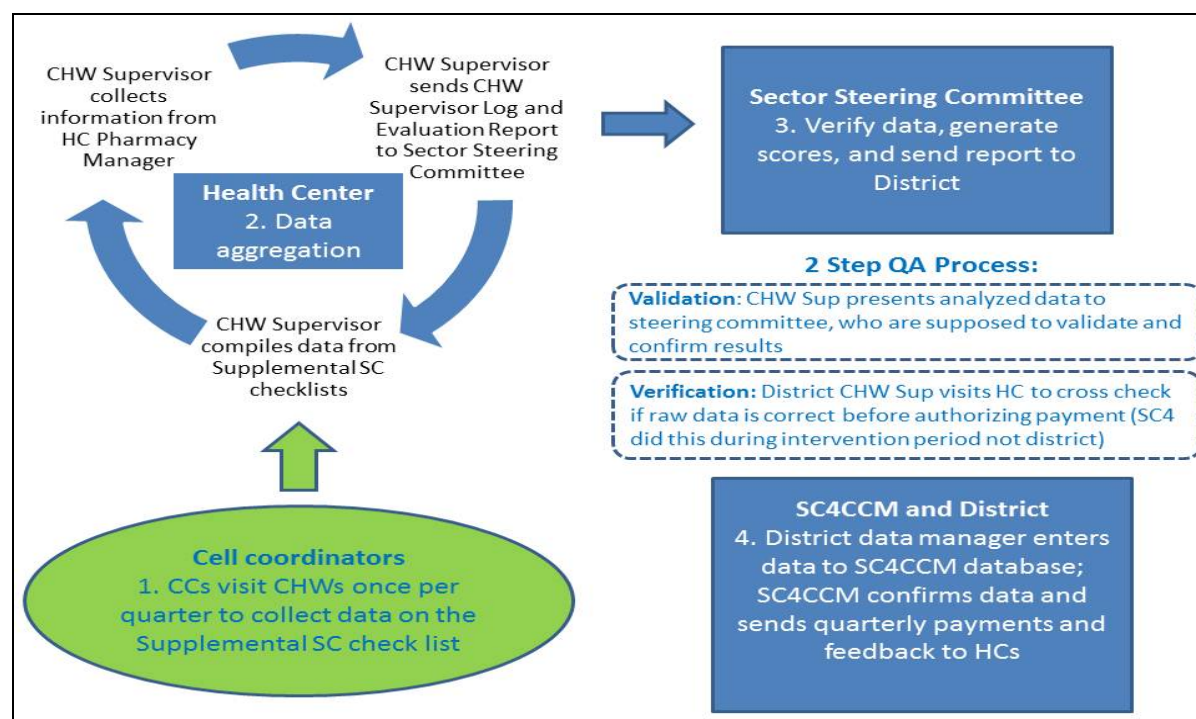 CHW Supervisor
collects
information from
HC Pharmacy
Manager
CHW Supervisor
sends CHW
Supervisor Log and
Evaluation Report
to Sector Steering
Committee
Health Center
2. Data
aggregation
CHW Supervisor
compiles data from
Supplemental SC
checklists
Cell coordinators
1. CCs visit CHWs once per
quarter to collect data on the
Supplemental SC check list
Sector Steering Committee
3. Verify data, generate
scores, and send report to
District
2 Step QA Process:
Validation: CHW Sup presents analyzed data to
steering committee, who are supposed to validate and
confirm results
Verification: District CHW Sup visits HC to cross check
if raw data is correct before authorizing payment (SC4
did this during intervention period not district)
SC4CCM and District
4. District data manager enters
data to SC4CCM database;
SC4CCM confirms data and
sends quarterly payments and
feedback to HCs